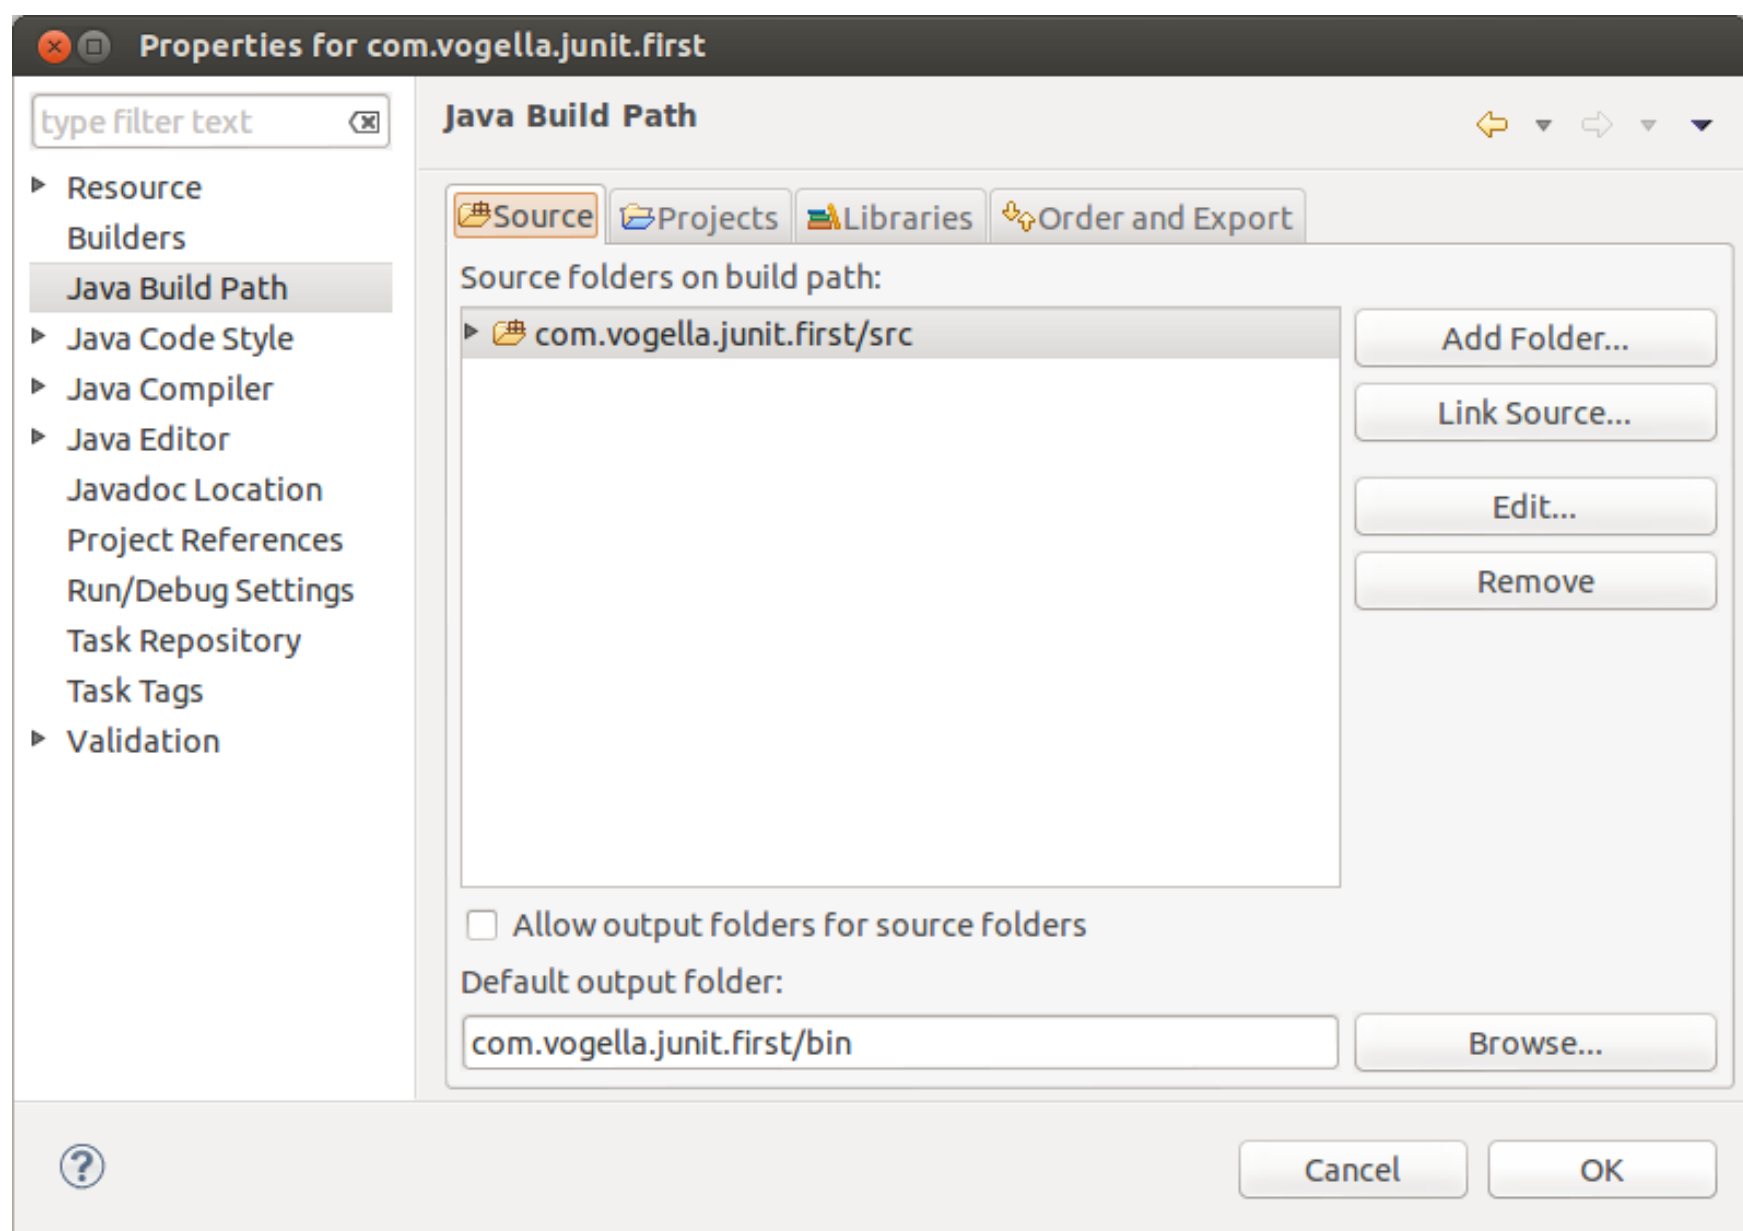 Properties for com.vogella.junit.first
type filter text
Resource
Builders
Java Build Path
Java Code Style
Java Compiler
Java Editor
Javadoc Location
Project References
Run/Debug Settings
Task Repository
Task Tags
Validation
Java Build Path
Source Projects Libraries Order and Export
Source folders on build path:
com.vogella.junit.first/src
Add Folder...
Link Source...
Edit...
Remove
Allow output folders for source folders
Default output folder:
com.vogella.junit.first/bin
Browse...
?
Cancel
OK